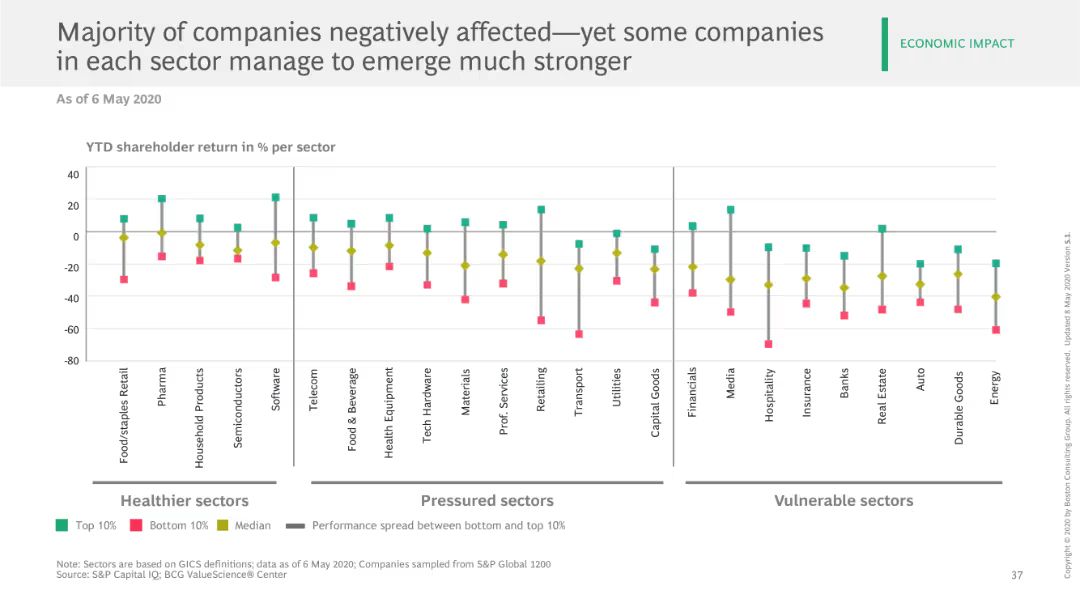 Majority of companies negatively affected—yet some companies
in each sector manage to emerge much stronger
ECONOMIC IMPACT
As of 6 May 2020
YTD shareholder return in % per sector
40
20
0
-20
-40
-60
-80
Food/staples Retail
Pharma
Household Products
Semiconductors
Software
Telecom
Food & Beverage
Health Equipment
Tech Hardware
Materials
Prof. Services
Retailing
Transport
Utilities
Capital Goods
Financials
Media
Hospitality
Insurance
Banks
Real Estate
Auto
Durable Goods
Energy
Healthier sectors
Pressured sectors
Vulnerable sectors
Top 10%
Bottom 10%
Median
Performance spread between bottom and top 10%
Note: Sectors are based on GICS definitions; data as of 6 May 2020; Companies sampled from S&P Global 1200
Source: S&P Capital IQ; BCG ValueScience® Center
37
Copyright © 2020 by Boston Consulting Group. All rights reserved. Updated 8 May 2020 Version 5.1.